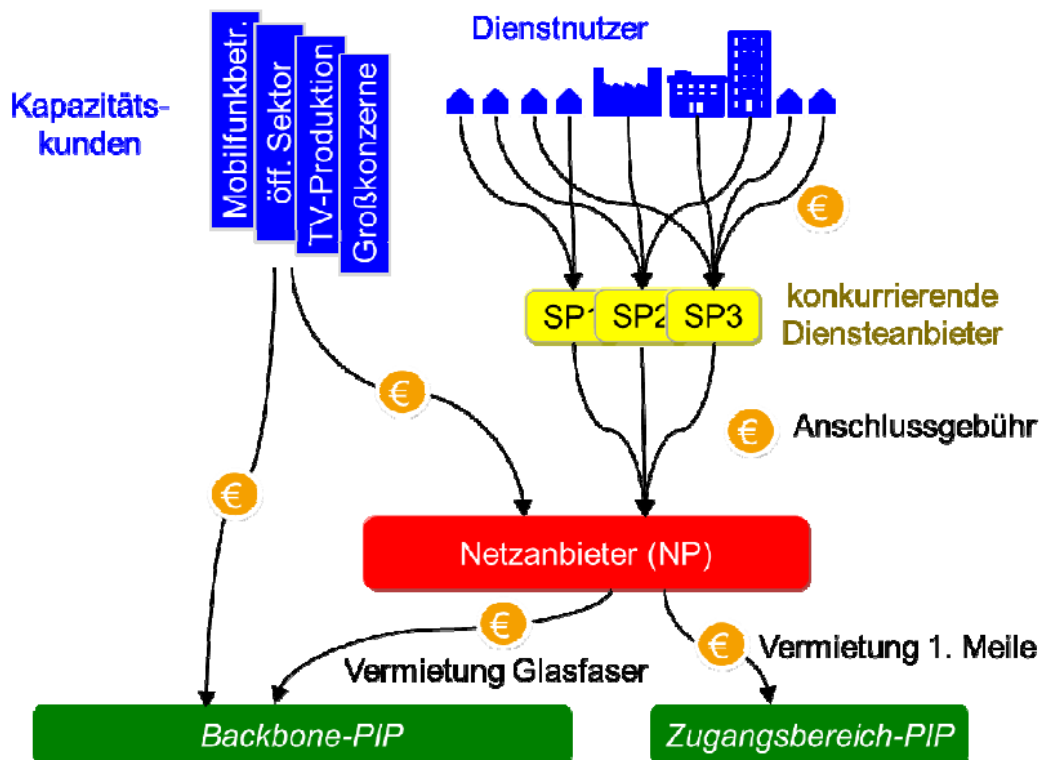 Dienstnutzer
Kapazitäts-
kunden
Mobilfunkbetr.
öff. Sektor
TV-Produktion
Großkonzerne
€
SP1
SP2
SP3
konkurrierende
Diensteanbieter
€
€
Anschlussgebühr
€
Netzanbieter (NP)
€
Vermietung Glasfaser
€
Vermietung 1. Meile
Backbone-PIP
Zugangsbereich-PIP